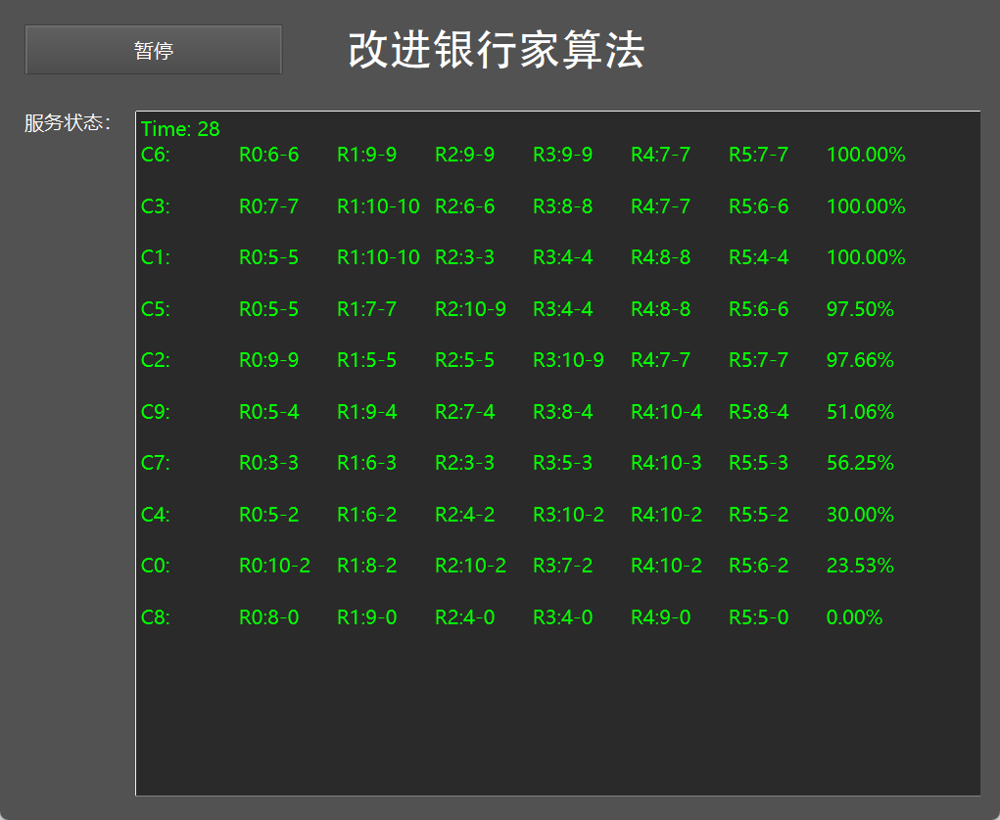 暂停
改进银行家算法
服务状态：
Time: 28
C6: R0:6-6 R1:9-9 R2:9-9 R3:9-9 R4:7-7 R5:7-7 100.00%
C3: R0:7-7 R1:10-10 R2:6-6 R3:8-8 R4:7-7 R5:6-6 100.00%
C1: R0:5-5 R1:10-10 R2:3-3 R3:4-4 R4:8-8 R5:4-4 100.00%
C5: R0:5-5 R1:7-7 R2:10-9 R3:4-4 R4:8-8 R5:6-6 97.50%
C2: R0:9-9 R1:5-5 R2:5-5 R3:10-9 R4:7-7 R5:7-7 97.66%
C9: R0:5-4 R1:9-4 R2:7-4 R3:8-4 R4:10-4 R5:8-4 51.06%
C7: R0:3-3 R1:6-3 R2:3-3 R3:5-3 R4:10-3 R5:5-3 56.25%
C4: R0:5-2 R1:6-2 R2:4-2 R3:10-2 R4:10-2 R5:5-2 30.00%
C0: R0:10-2 R1:8-2 R2:10-2 R3:7-2 R4:10-2 R5:6-2 23.53%
C8: R0:8-0 R1:9-0 R2:4-0 R3:4-0 R4:9-0 R5:5-0 0.00%